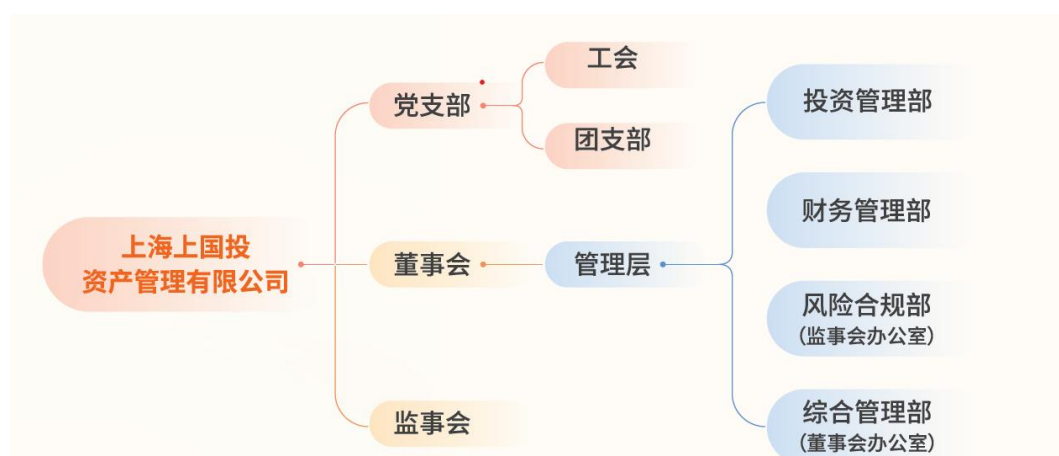 上海上国投
资产管理有限公司
党支部
工会
团支部
董事会
管理层
监事会
投资管理部
财务管理部
风险合规部
(监事会办公室)
综合管理部
(董事会办公室)